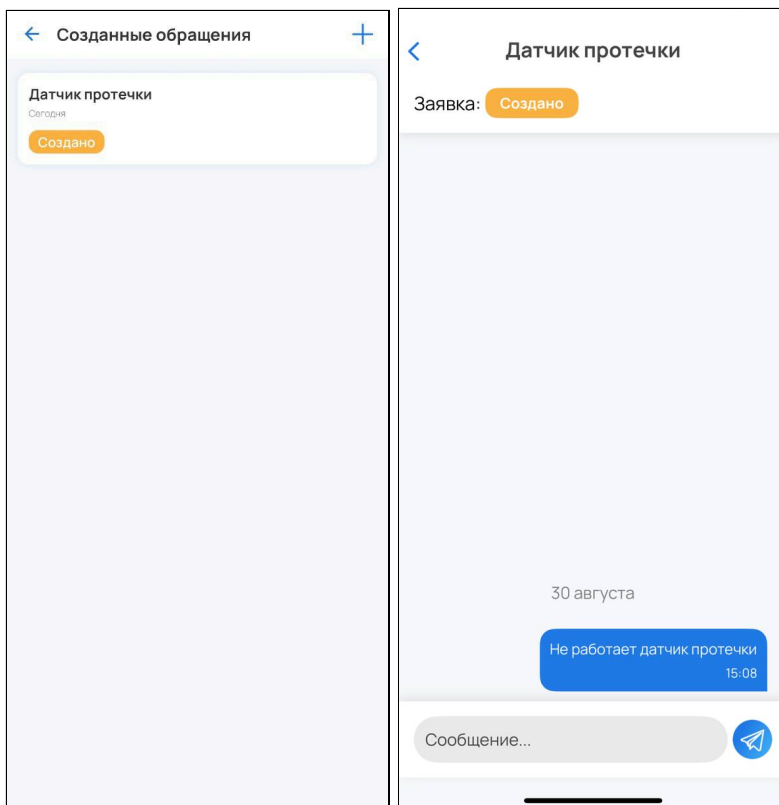 Созданные обращения
Датчик протечки
Сегодня
Создано
Датчик протечки
Заявка: Создано
30 августа
Не работает датчик протечки
15:08
Сообщение...